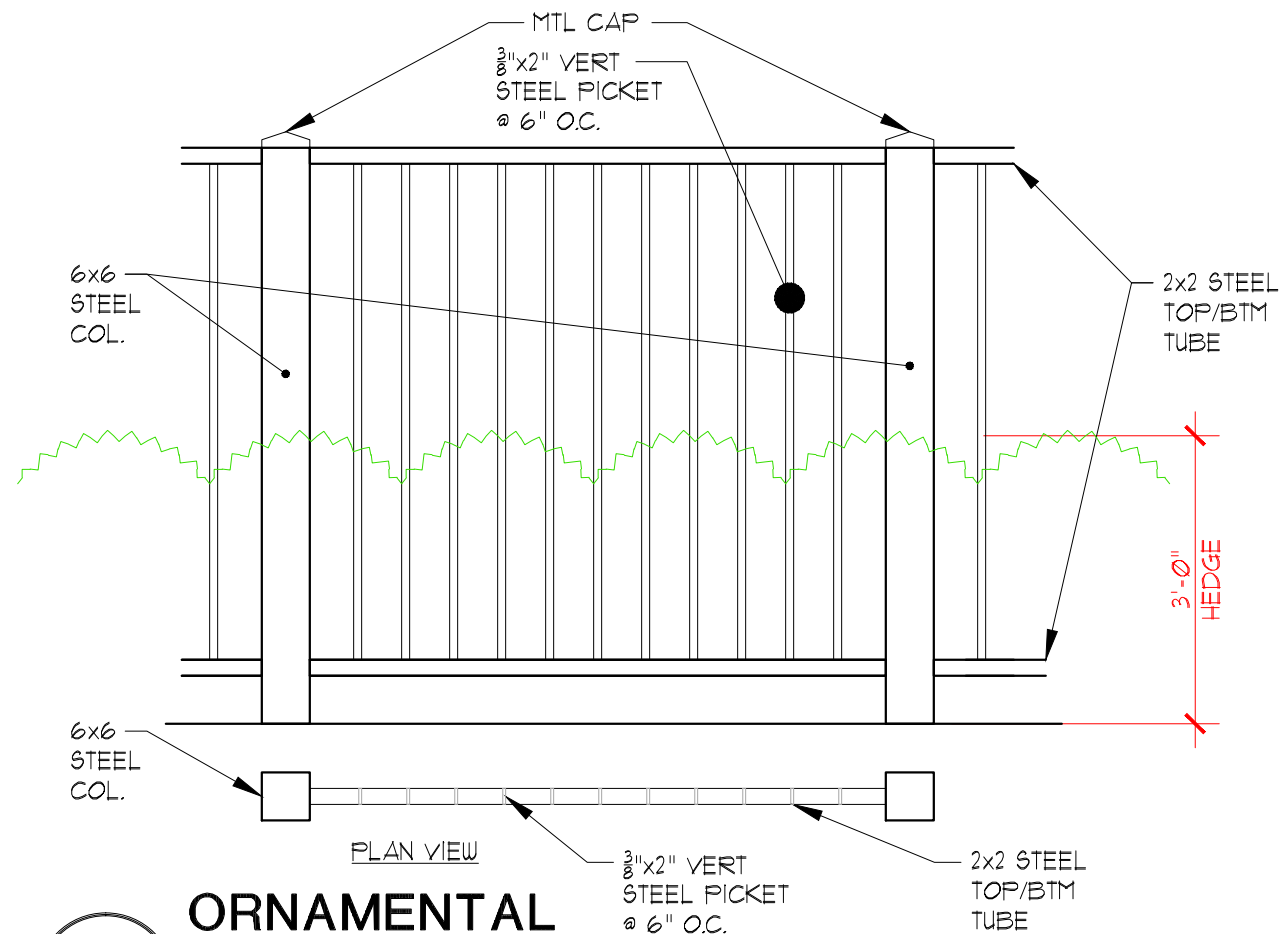 MTL CAP
3/8"x2" VERT
STEEL PICKET
@ 6" O.C.
6x6
STEEL
COL.
2x2 STEEL
TOP/BTM
TUBE
3'-0"
HEDGE
6x6
STEEL
COL.
PLAN VIEW
3/8"x2" VERT
STEEL PICKET
@ 6" O.C.
2x2 STEEL
TOP/BTM
TUBE
ORNAMENTAL